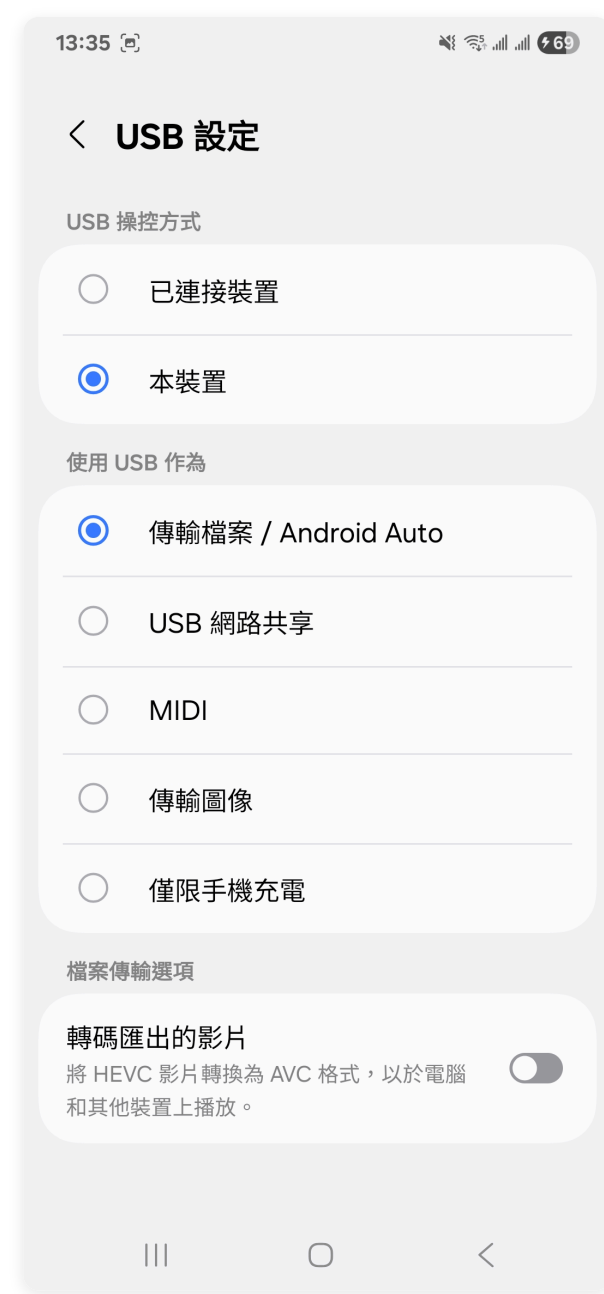 13:35
69
USB 設定
USB 操控方式
已連接裝置
本裝置
使用 USB 作為
傳輸檔案 / Android Auto
USB 網路共享
MIDI
傳輸圖像
僅限手機充電
檔案傳輸選項
轉碼匯出的影片
將 HEVC 影片轉換為 AVC 格式，以於電腦
和其他裝置上播放。